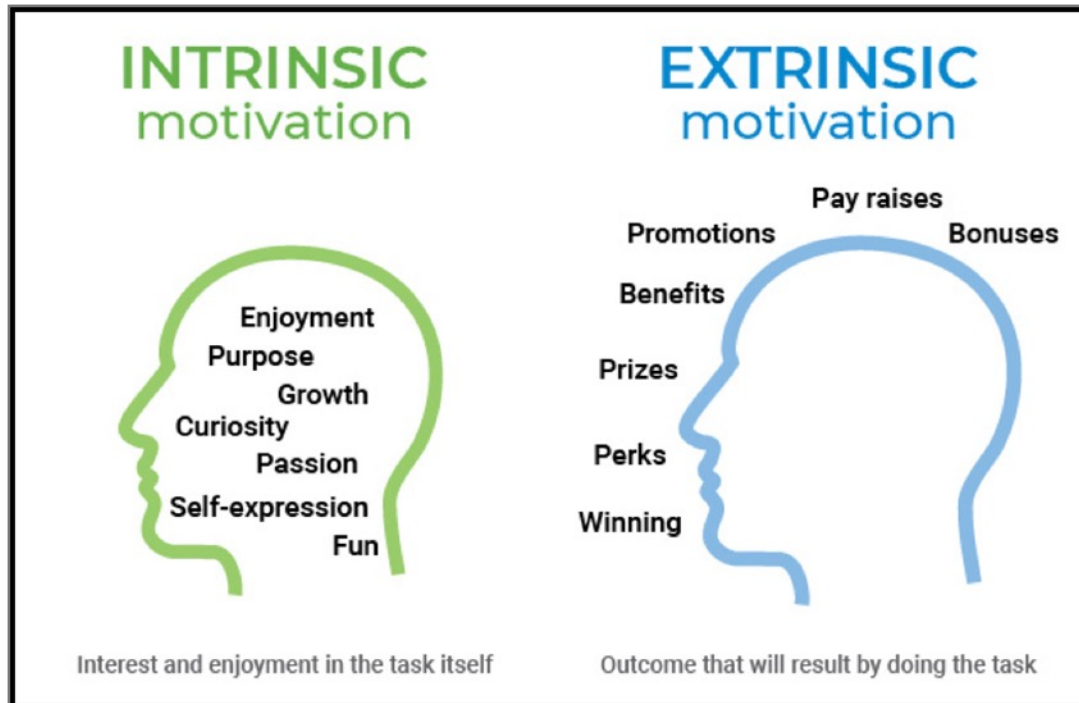 INTRINSIC
motivation
Enjoyment
Purpose
Growth
Curiosity
Passion
Self-expression
Fun
Interest and enjoyment in the task itself
EXTRINSIC
motivation
Pay raises
Promotions
Bonuses
Benefits
Prizes
Perks
Winning
Outcome that will result by doing the task